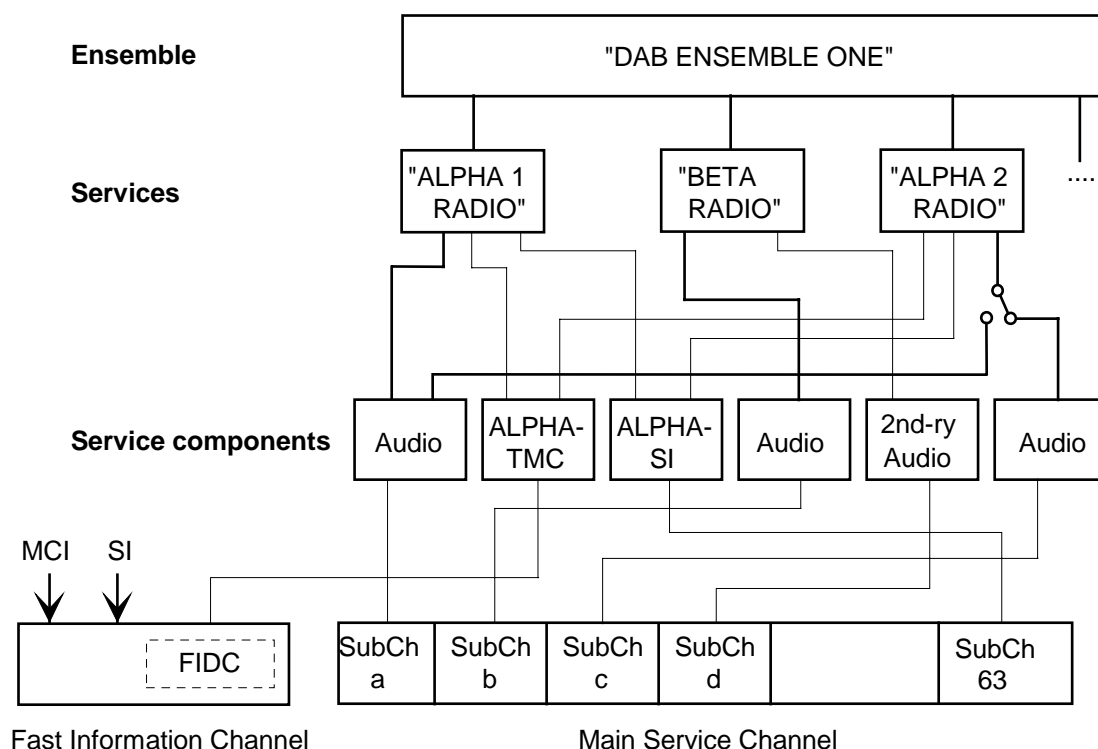 Ensemble
"DAB ENSEMBLE ONE"
Services
"ALPHA 1
RADIO"
"BETA
RADIO"
"ALPHA 2
RADIO"
....
Service components
Audio
ALPHA-
TMC
ALPHA-
SI
Audio
2nd-ry
Audio
Audio
MCI
SI
FIDC
SubCh
a
SubCh
b
SubCh
c
SubCh
d
SubCh
63
Fast Information Channel
Main Service Channel